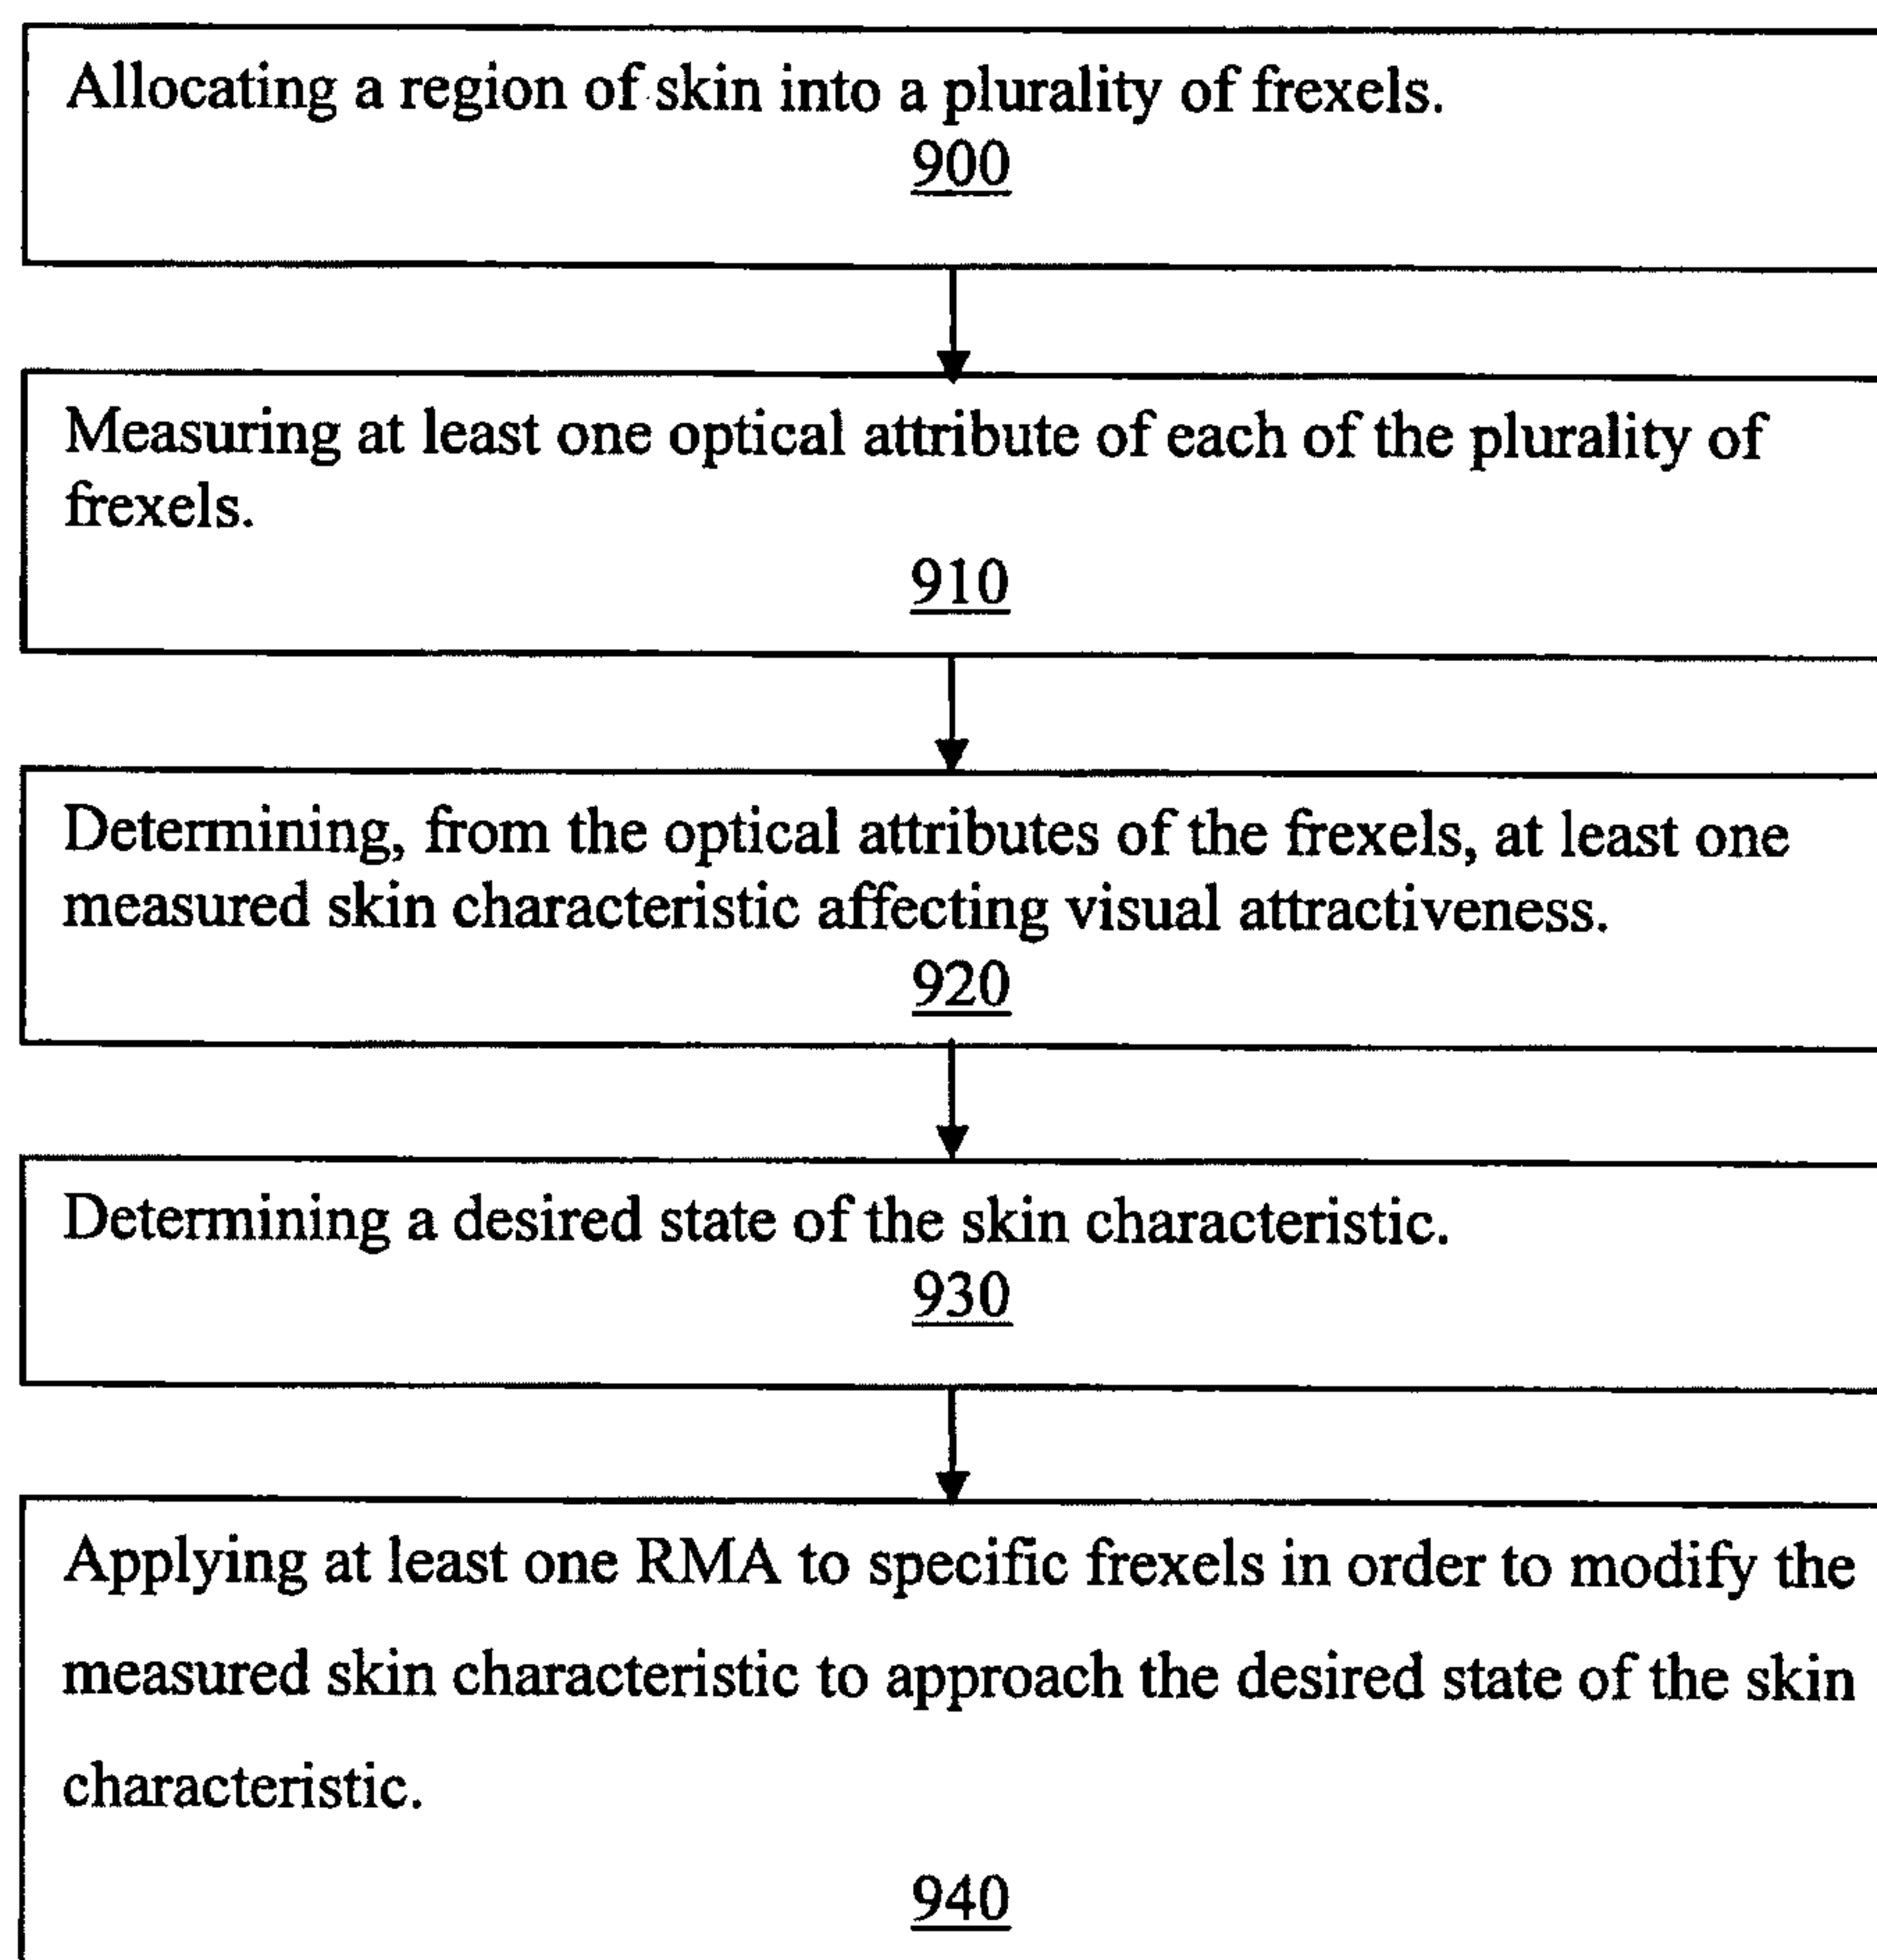 Allocating a region of skin into a plurality of frexels.
900
Measuring at least one optical attribute of each of the plurality of
frexels.
910
Determining, from the optical attributes of the frexels, at least one
measured skin characteristic affecting visual attractiveness.
920
Determining a desired state of the skin characteristic.
930
Applying at least one RMA to specific frexels in order to modify the
measured skin characteristic to approach the desired state of the skin
characteristic.
940